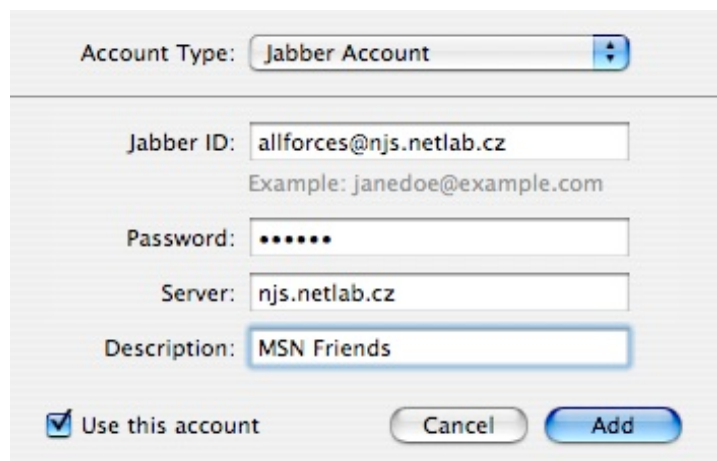 Account Type: Jabber Account
Jabber ID: allforces@njs.netlab.cz
Example: janedoe@example.com
Password: ••••••
Server: njs.netlab.cz
Description: MSN Friends
Use this account Cancel Add